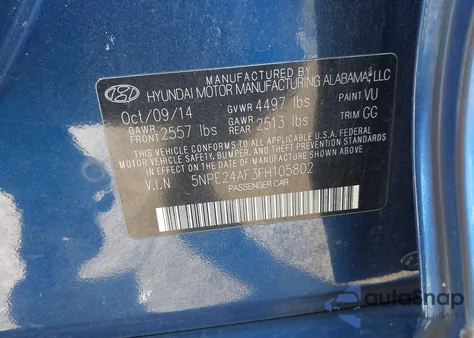 MANUFACTURED BY
HYUNDAI MOTOR MANUFACTURING ALABAMA, LLC
Oct/09/14 GVWR 4497 lbs PAINT VU
GAWR FRONT 2557 lbs GAWR REAR 2513 lbs TRIM GG
THIS VEHICLE CONFORMS TO ALL APPLICABLE U.S.A. FEDERAL
MOTOR VEHICLE SAFETY, BUMPER, AND THEFT PREVENTION STANDARDS
IN EFFECT ON THE DATE OF MANUFACTURE SHOWN ABOVE.
V.I.N 5NPE24AF3FH105802
PASSENGER CAR
autoSnap